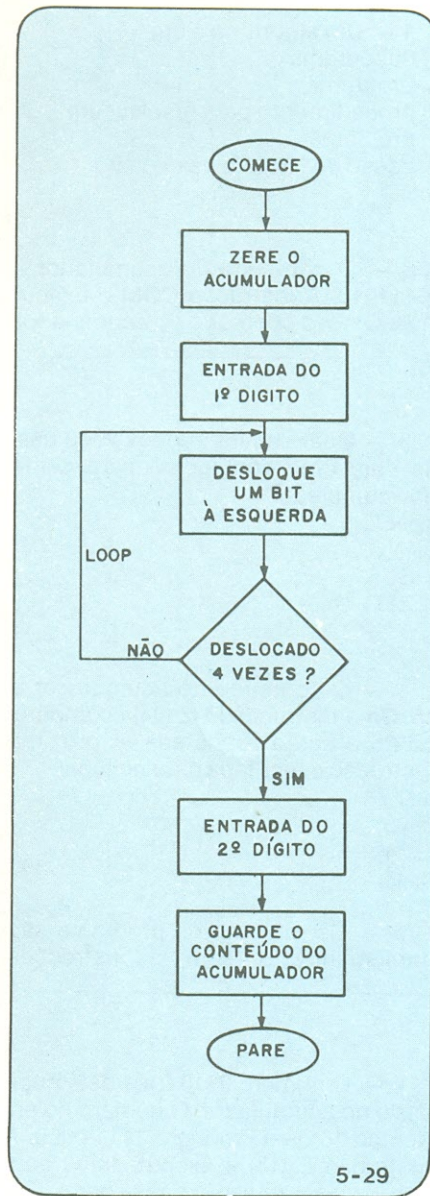 COMECE
ZERE O
ACUMULADOR
ENTRADA DO
1º DIGITO
DESLOQUE
UM BIT
À ESQUERDA
LOOP
NÃO
DESLOCADO
4 VEZES ?
SIM
ENTRADA DO
2º DÍGITO
GUARDE O
CONTEÚDO DO
ACUMULADOR
PARE
5-29